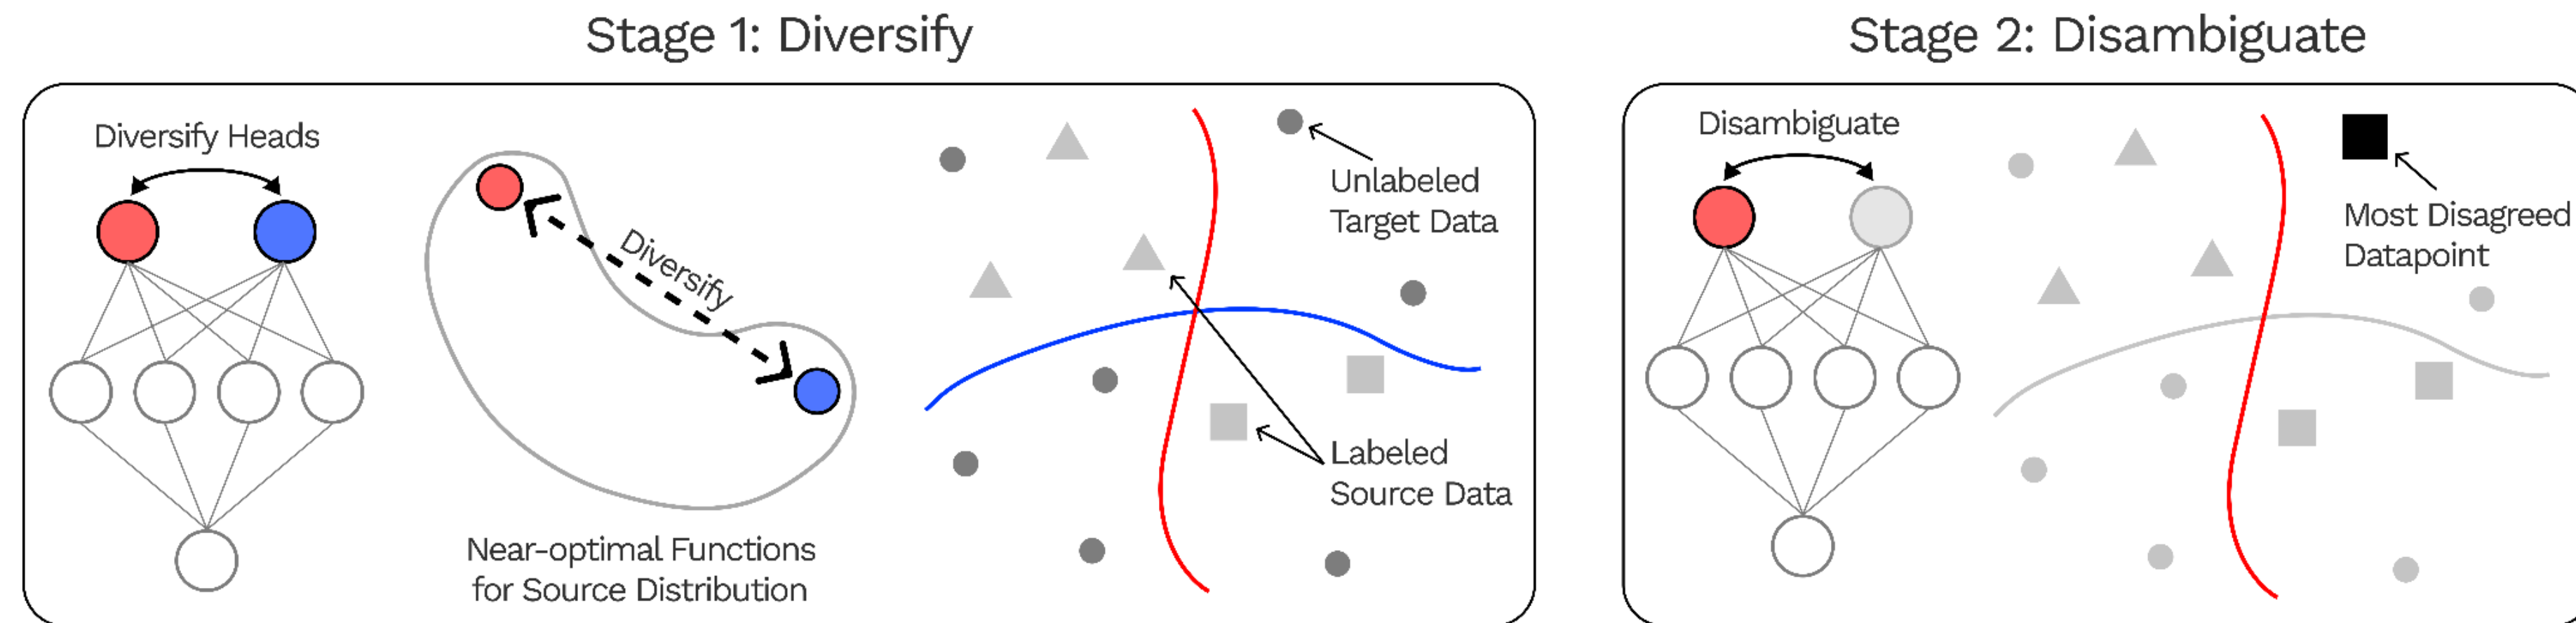 Stage 1: Diversify
Diversify Heads
Diversify
Near-optimal Functions
for Source Distribution
Unlabeled
Target Data
Labeled
Source Data
Stage 2: Disambiguate
Disambiguate
Most Disagreed
Datapoint